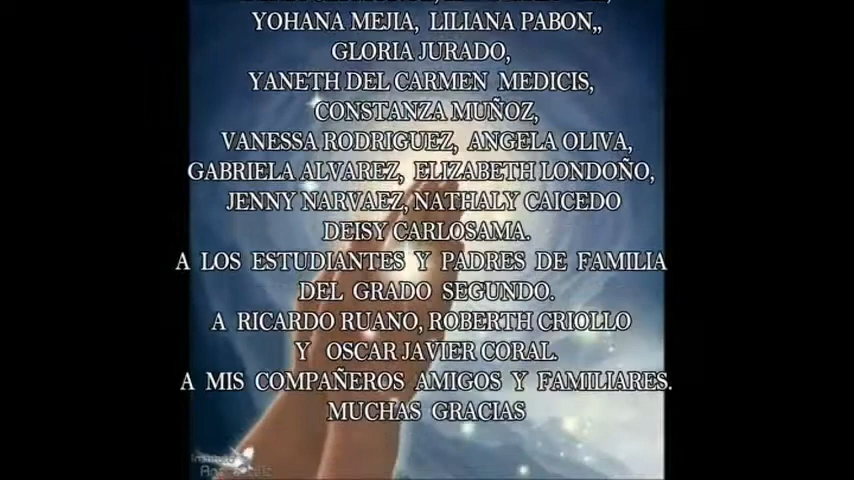 YOHANA MEJIA, LILIANA PABON,,
GLORIA JURADO,
YANETH DEL CARMEN MEDICIS,
CONSTANZA MUÑOZ,
VANESSA RODRIGUEZ, ANGELA OLIVA,
GABRIELA ALVAREZ, ELIZABETH LONDOÑO,
JENNY NARVAEZ, NATHALY CAICEDO
DEISY CARLOSAMA.
A LOS ESTUDIANTES Y PADRES DE FAMILIA
DEL GRADO SEGUNDO.
A RICARDO RUANO, ROBERTH CRIOLLO
Y OSCAR JAVIER CORAL.
A MIS COMPAÑEROS AMIGOS Y FAMILIARES.
MUCHAS GRACIAS